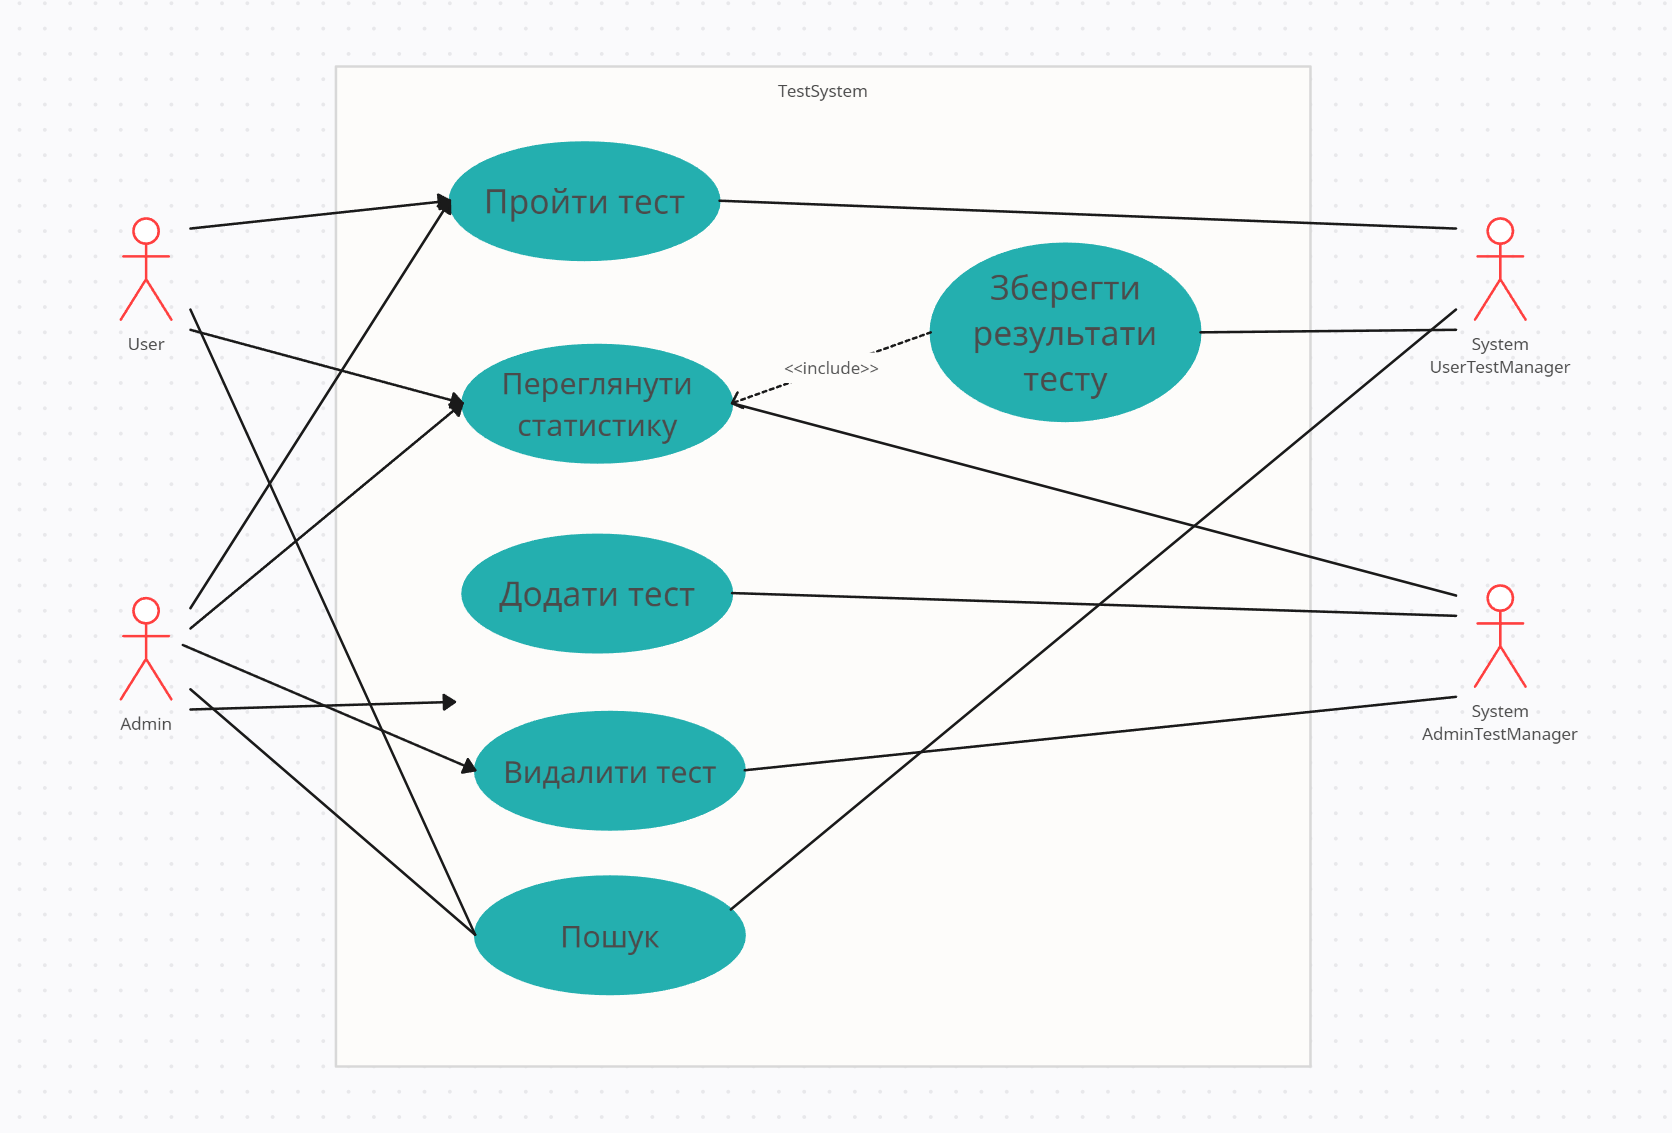 TestSystem
Пройти тест
Зберегти
результати
тесту
User
System
UserTestManager
<<include>>
Переглянути
статистику
Додати тест
Admin
System
AdminTestManager
Видалити тест
Пошук